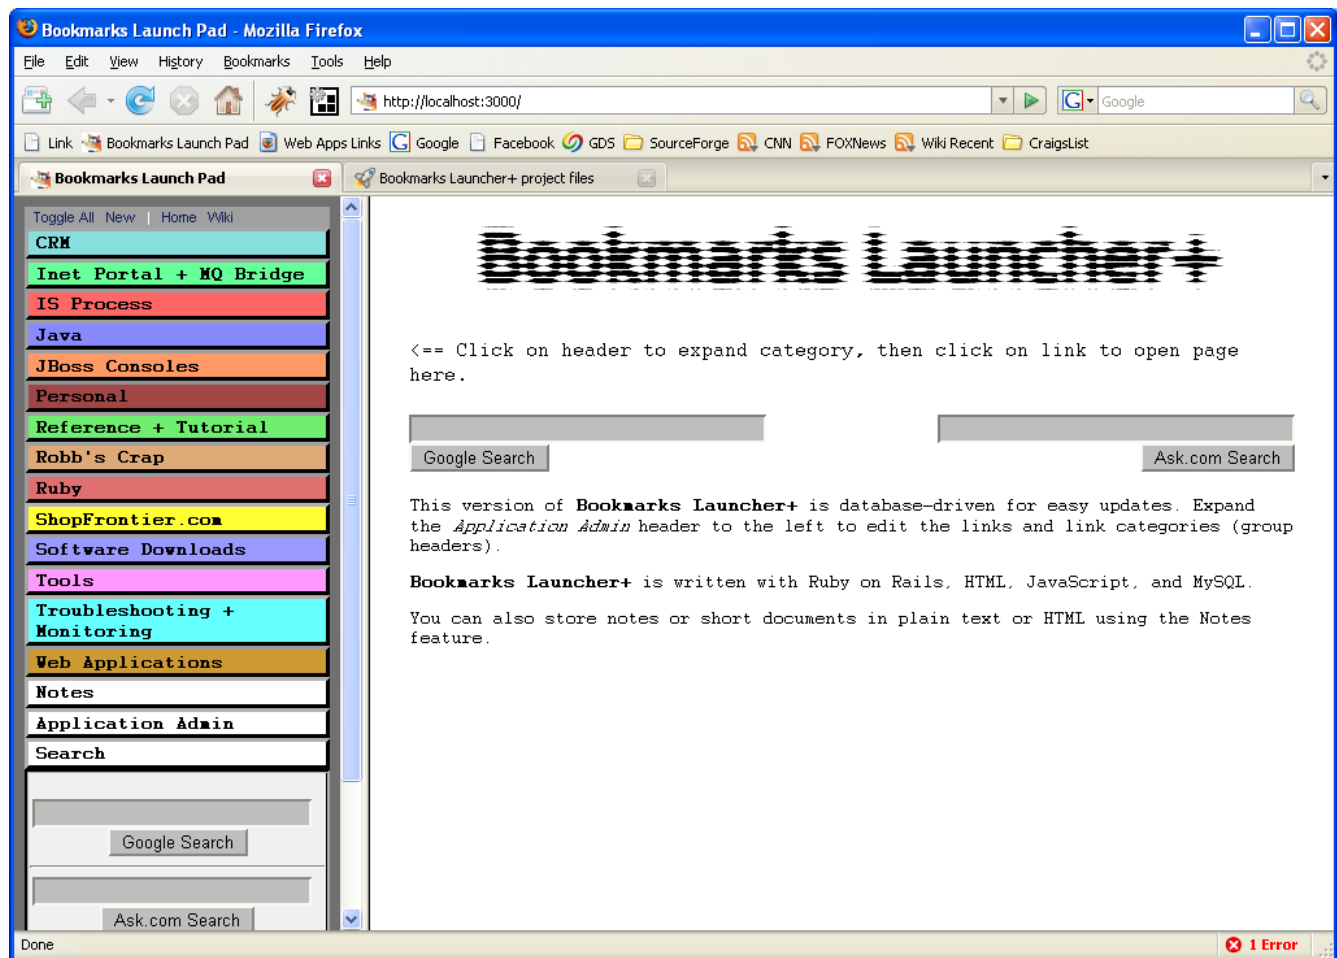 Bookmarks Launch Pad - Mozilla Firefox
File Edit View History Bookmarks Tools Help
http://localhost:3000/ G Google
Link Bookmarks Launch Pad Web Apps Links G Google Facebook GDS SourceForge CNN FOXNews Wiki Recent CraigsList
Bookmarks Launch Pad Bookmarks Launcher+ project files
Toggle All New | Home Wiki
CRM
Inet Portal + MQ Bridge
IS Process
Java
JBoss Consoles
Personal
Reference + Tutorial
Robb's Crap
Ruby
ShopFrontier.com
Software Downloads
Tools
Troubleshooting +
Monitoring
Web Applications
Notes
Application Admin
Search
Google Search
Ask.com Search
Bookmarks Launcher+
<== Click on header to expand category, then click on link to open page
here.
Google Search Ask.com Search
This version of Bookmarks Launcher+ is database-driven for easy updates. Expand
the Application Admin header to the left to edit the links and link categories (group
headers).
Bookmarks Launcher+ is written with Ruby on Rails, HTML, JavaScript, and MySQL.
You can also store notes or short documents in plain text or HTML using the Notes
feature.
Done 1 Error